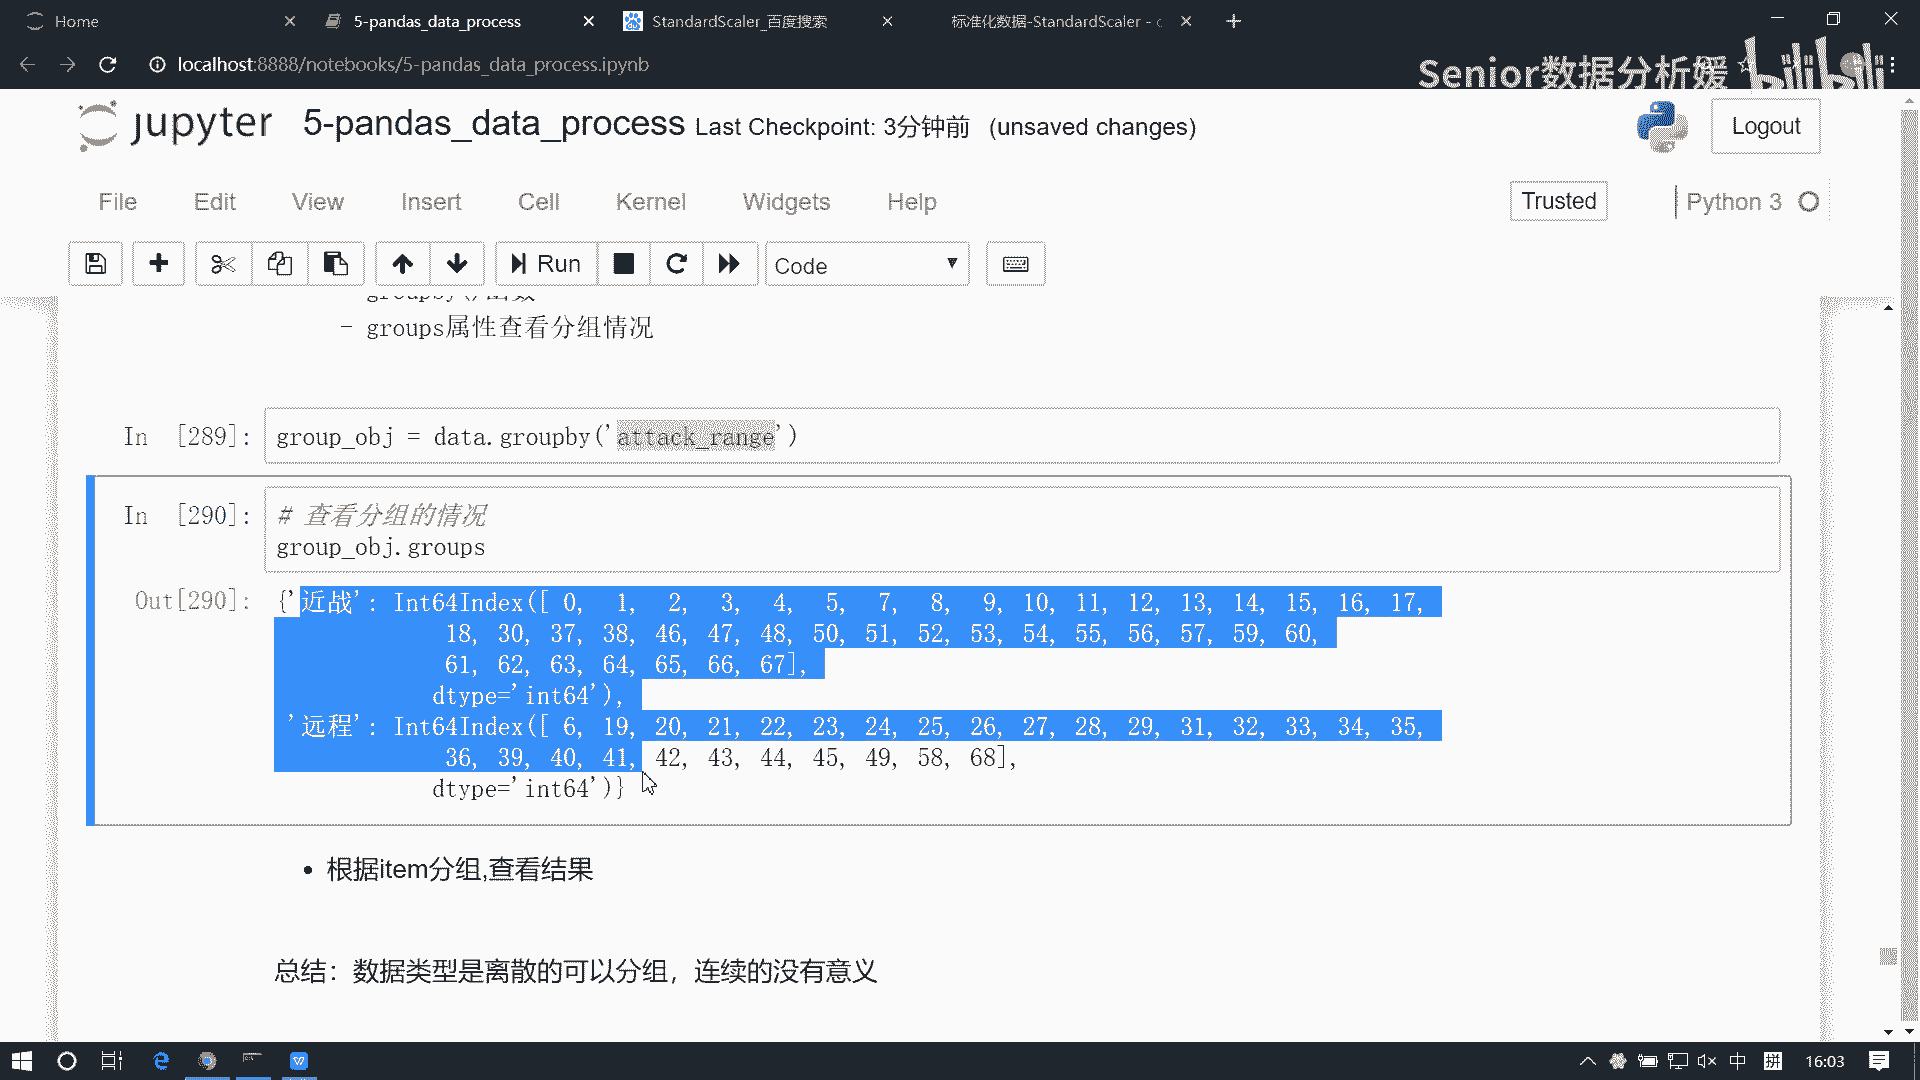 Home
5-pandas_data_process
StandardScaler_百度搜索
标准化数据-StandardScaler - c
localhost:8888/notebooks/5-pandas_data_process.ipynb
Senior数据分析媛 bilibili
jupyter 5-pandas_data_process Last Checkpoint: 3分钟前 (unsaved changes)
Logout
File Edit View Insert Cell Kernel Widgets Help
Trusted
Python 3
Run
Code
- groups属性查看分组情况
In [289]: group_obj = data.groupby('attack_range')
In [290]: # 查看分组的情况
group_obj.groups
Out[290]: {'近战': Int64Index([ 0, 1, 2, 3, 4, 5, 7, 8, 9, 10, 11, 12, 13, 14, 15, 16, 17,
18, 30, 37, 38, 46, 47, 48, 50, 51, 52, 53, 54, 55, 56, 57, 59, 60,
61, 62, 63, 64, 65, 66, 67],
dtype='int64'),
'远程': Int64Index([ 6, 19, 20, 21, 22, 23, 24, 25, 26, 27, 28, 29, 31, 32, 33, 34, 35,
36, 39, 40, 41, 42, 43, 44, 45, 49, 58, 68],
dtype='int64')}
• 根据item分组,查看结果
总结：数据类型是离散的可以分组，连续的没有意义
中
拼
16:03